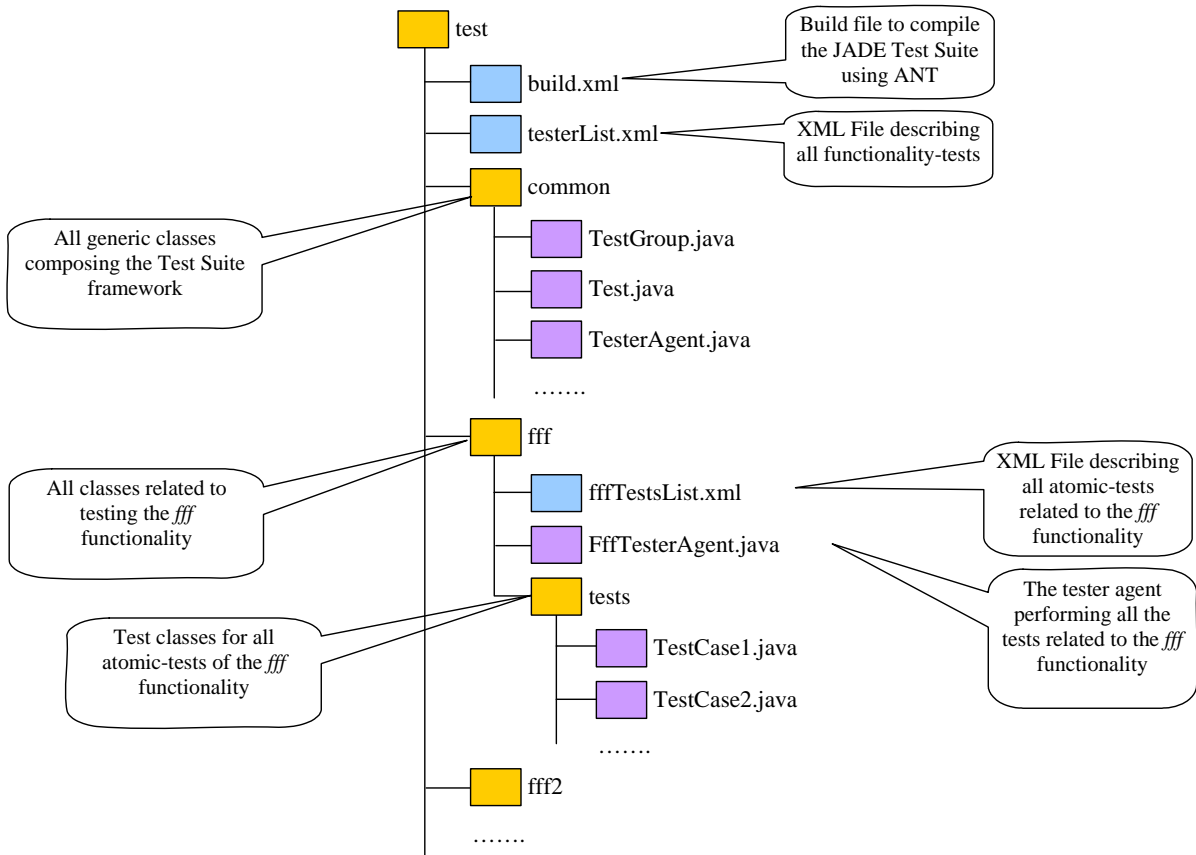 test
Build file to compile
the JADE Test Suite
using ANT
build.xml
testerList.xml
XML File describing
all functionality-tests
common
All generic classes
composing the Test Suite
framework
TestGroup.java
Test.java
TesterAgent.java
…….
fff
All classes related to
testing the fff
functionality
fffTestsList.xml
XML File describing
all atomic-tests
related to the fff
functionality
FffTesterAgent.java
The tester agent
performing all the
tests related to the fff
functionality
tests
Test classes for all
atomic-tests of the fff
functionality
TestCase1.java
TestCase2.java
…….
fff2
…….